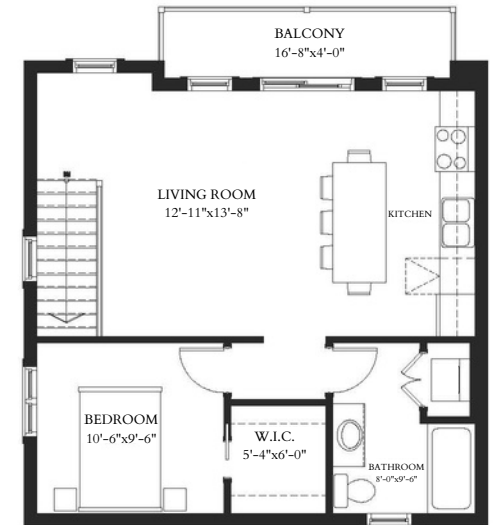 BALCONY
16'-8"x4'-0"
LIVING ROOM
12'-11"x13'-8"
KITCHEN
BEDROOM
10'-6"x9'-6"
W.I.C.
5'-4"x6'-0"
BATHROOM
8'-0"x9'-6"